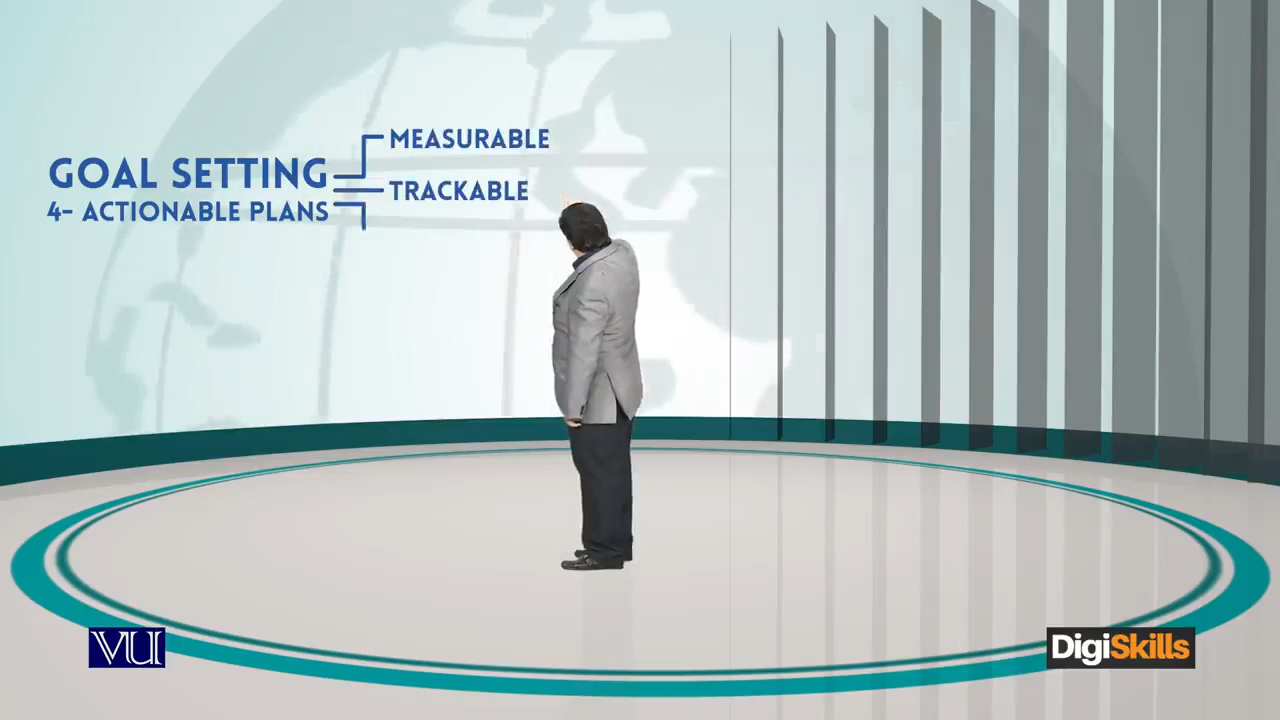 GOAL SETTING
4- ACTIONABLE PLANS
MEASURABLE
TRACKABLE
VU
DigiSkills